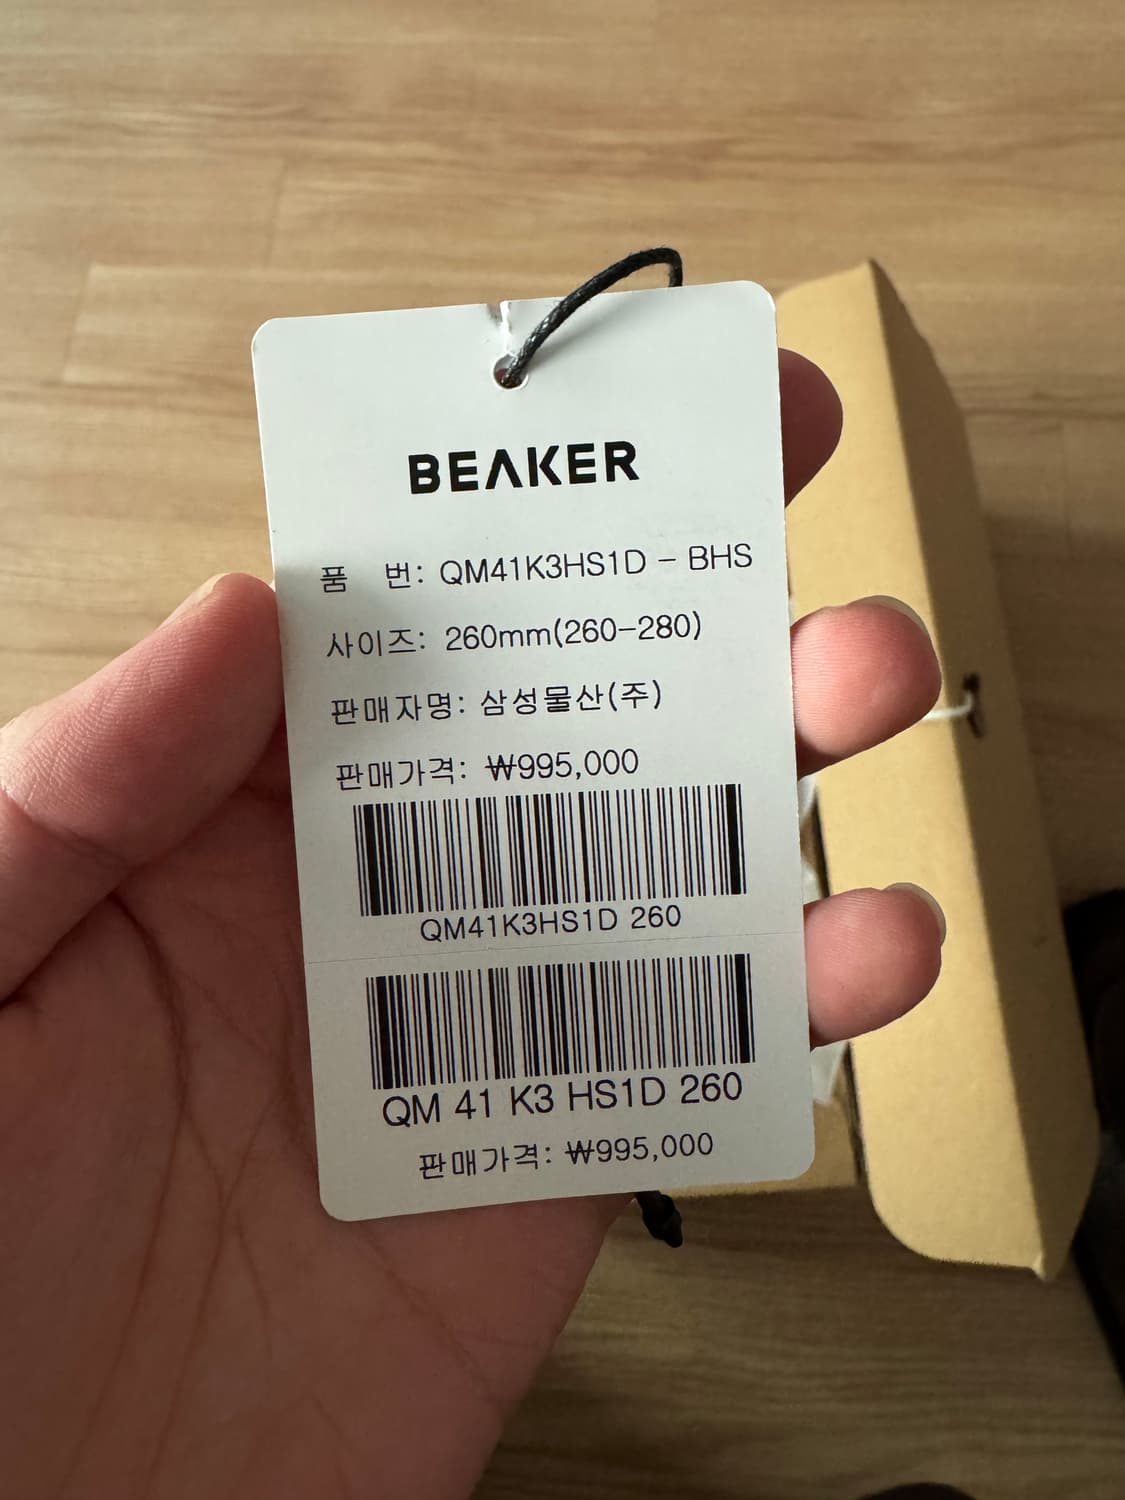 BEAKER
품 번: QM41K3HS1D - BHS
사이즈: 260mm(260-280)
판매자명: 삼성물산(주)
판매가격: ₩995,000
QM41K3HS1D 260
QM 41 K3 HS1D 260
판매가격: ₩995,000